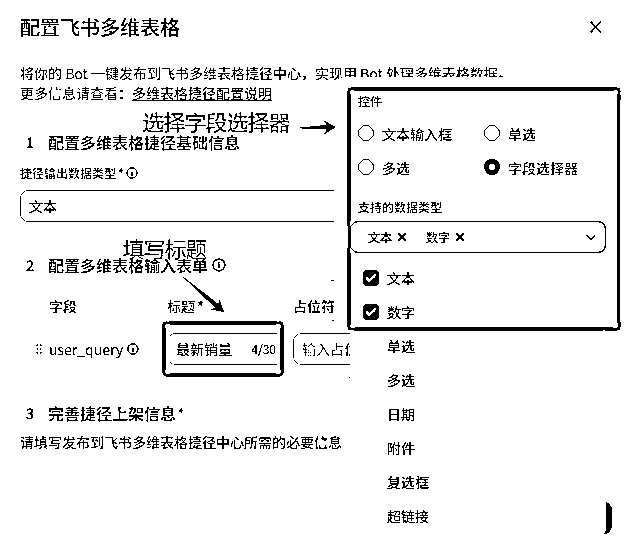 配置飞书多维表格
将你的 Bot 一键发布到飞书多维表格捷径中心，实现用 Bot 处理多维表格数据。
更多信息请查看：多维表格捷径配置说明
选择字段选择器
1 配置多维表格捷径基础信息
捷径输出数据类型*
文本
控件
文本输入框 单选
多选 字段选择器
支持的数据类型
文本 × 数字 ×
文本
数字
单选
多选
日期
附件
复选框
超链接
填写标题
2 配置多维表格输入表单
字段 标题* 占位符
user_query 最新销量 4/30 输入占位
3 完善捷径上架信息*
请填写发布到飞书多维表格捷径中心所需的必要信息